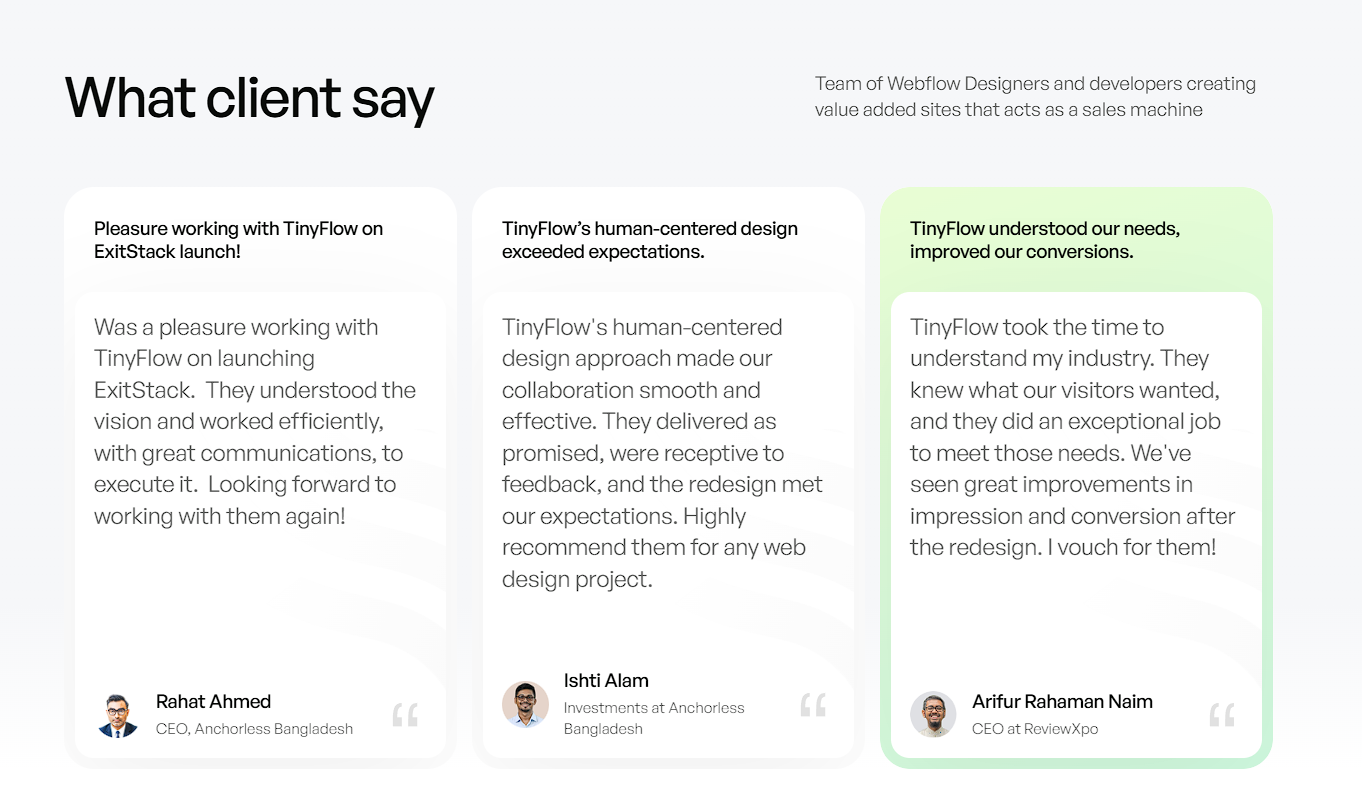 What client say
Team of Webflow Designers and developers creating
value added sites that acts as a sales machine
Pleasure working with TinyFlow on
ExitStack launch!
Was a pleasure working with
TinyFlow on launching
ExitStack.  They understood the
vision and worked efficiently,
with great communications, to
execute it.  Looking forward to
working with them again!
Rahat Ahmed
CEO, Anchorless Bangladesh
TinyFlow’s human-centered design
exceeded expectations.
TinyFlow's human-centered
design approach made our
collaboration smooth and
effective. They delivered as
promised, were receptive to
feedback, and the redesign met
our expectations. Highly
recommend them for any web
design project.
Ishti Alam
Investments at Anchorless
Bangladesh
TinyFlow understood our needs,
improved our conversions.
TinyFlow took the time to
understand my industry. They
knew what our visitors wanted,
and they did an exceptional job
to meet those needs. We've
seen great improvements in
impression and conversion after
the redesign. I vouch for them!
Arifur Rahaman Naim
CEO at ReviewXpo